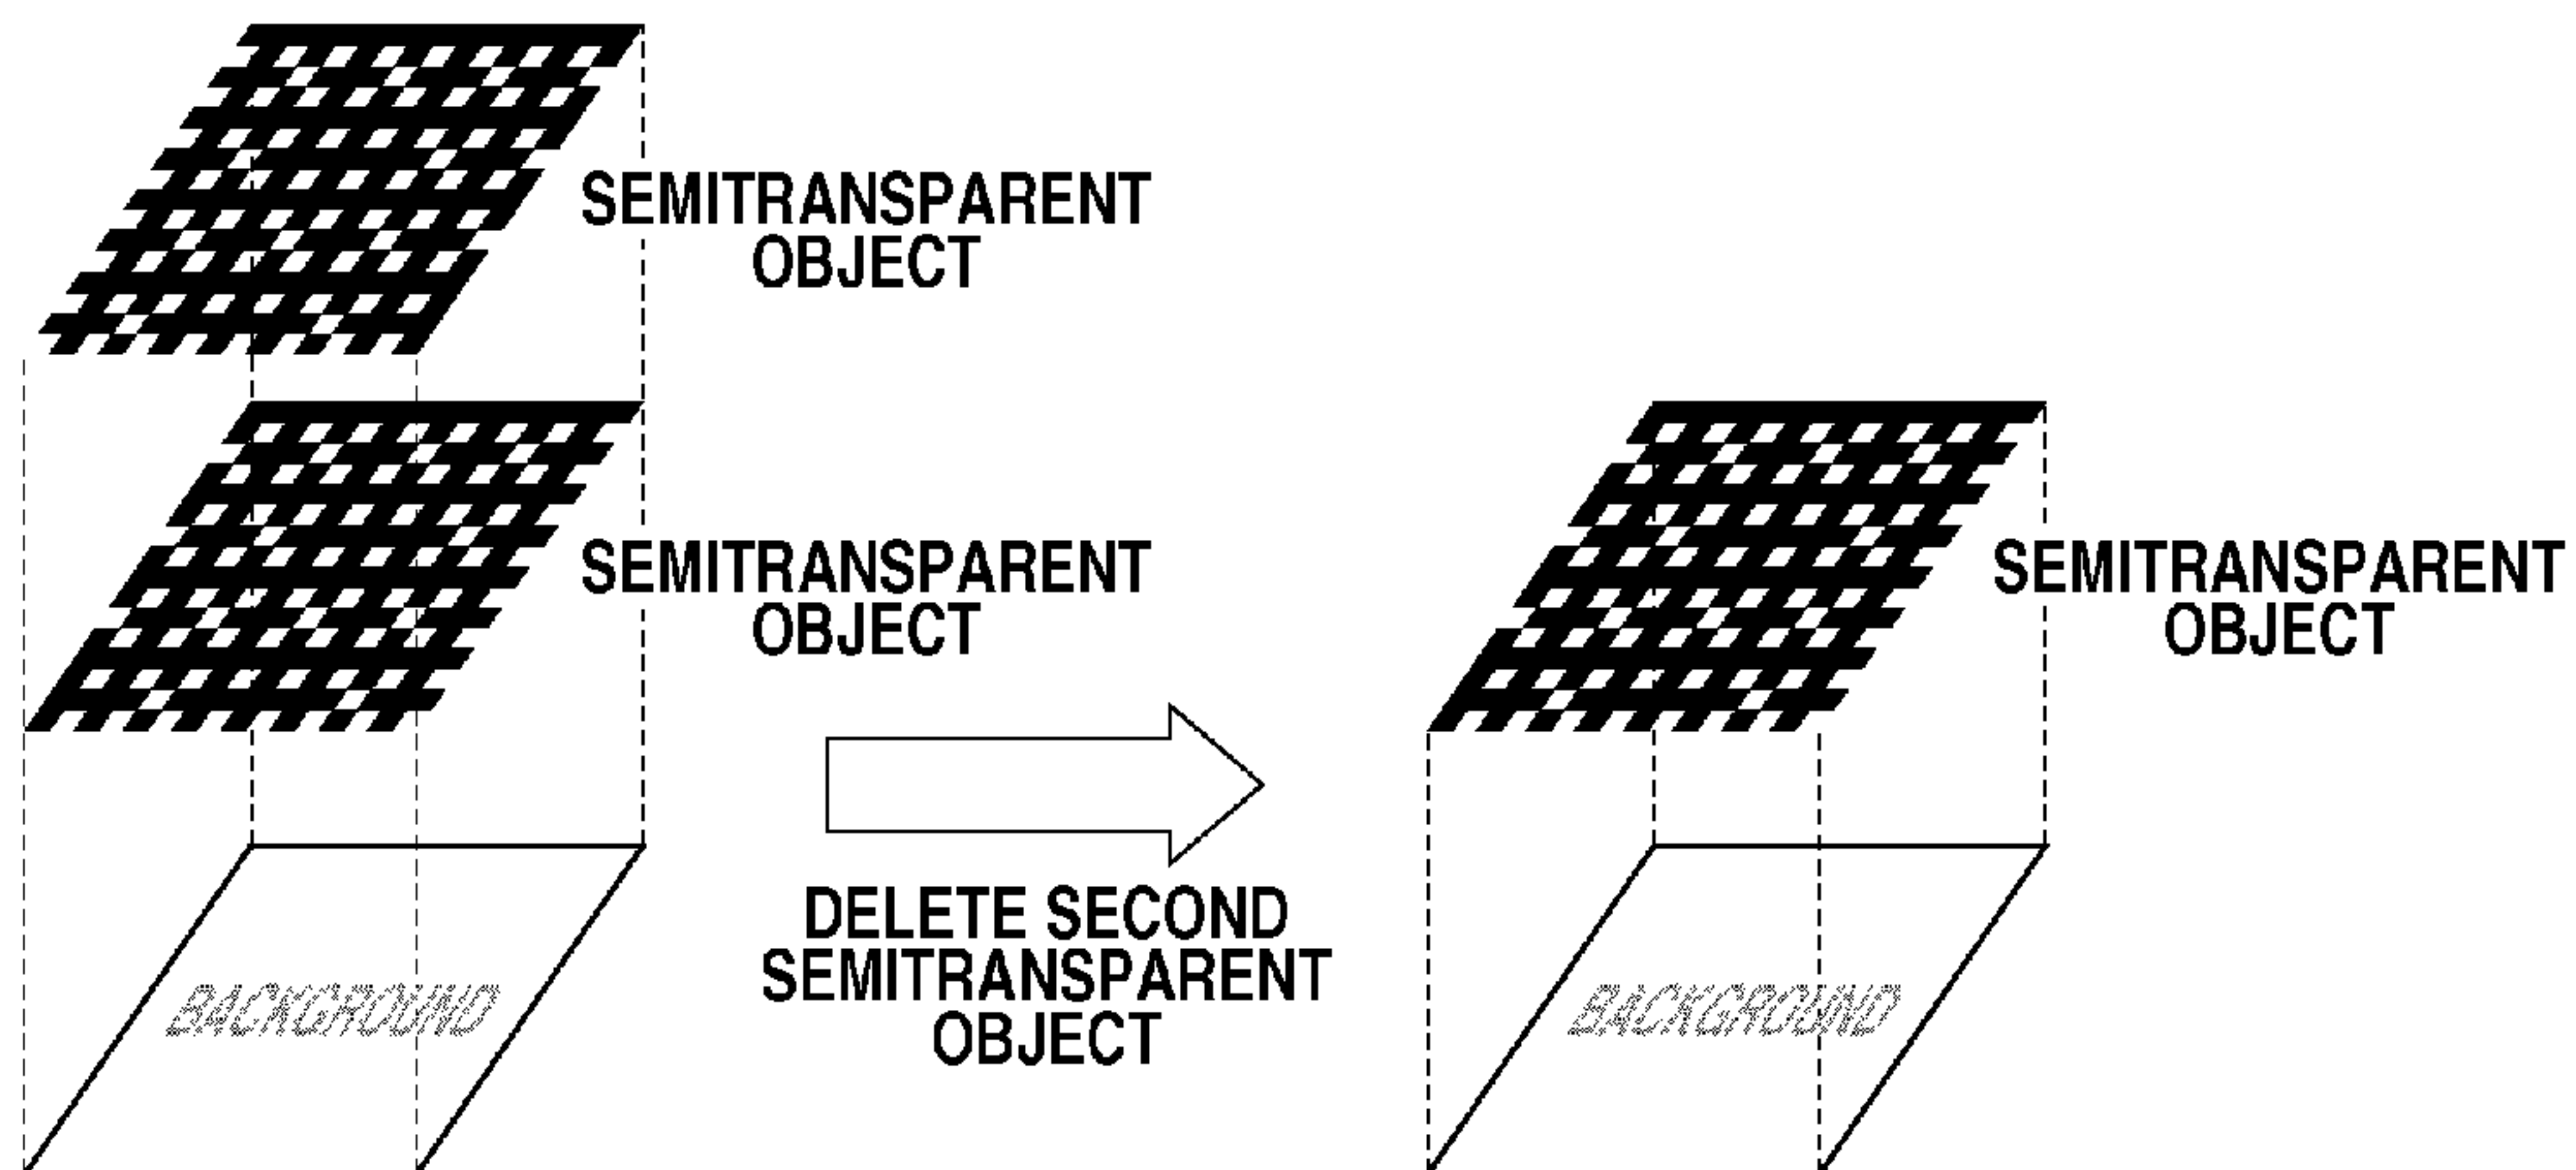 SEMITRANSPARENT
OBJECT
SEMITRANSPARENT
OBJECT
BACKGROUND
DELETE SECOND
SEMITRANSPARENT
OBJECT
SEMITRANSPARENT
OBJECT
BACKGROUND